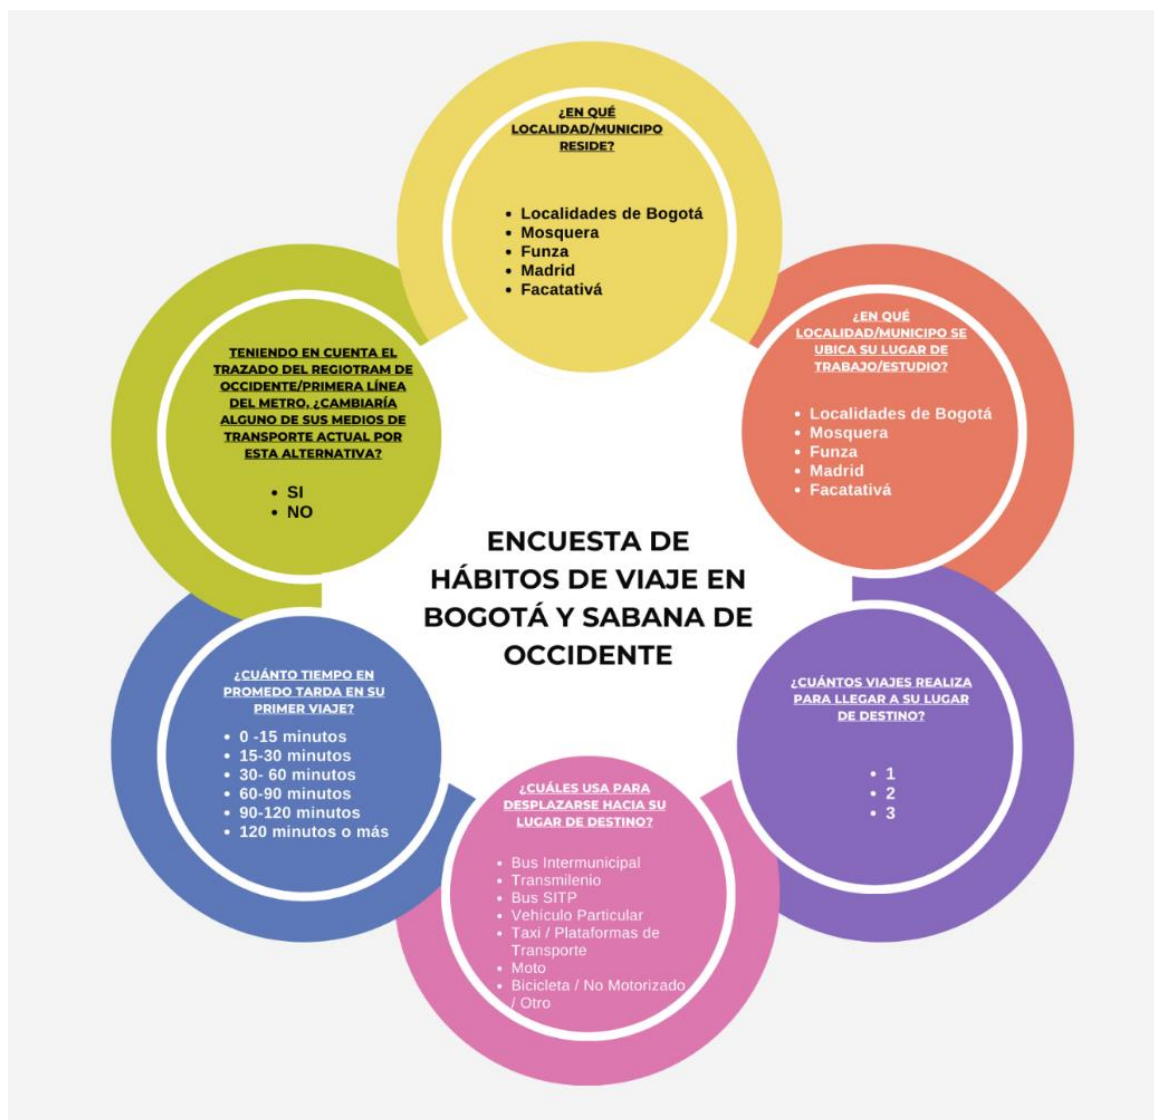 ¿EN QUÉ
LOCALIDAD/MUNICIPO
RESIDE?
• Localidades de Bogotá
• Mosquera
• Funza
• Madrid
• Facatativá
¿EN QUÉ
LOCALIDAD/MUNICIPO SE
UBICA SU LUGAR DE
TRABAJO/ESTUDIO?
• Localidades de Bogotá
• Mosquera
• Funza
• Madrid
• Facatativá
¿CUÁNTOS VIAJES REALIZA
PARA LLEGAR A SU LUGAR
DE DESTINO?
• 1
• 2
• 3
¿CUÁLES USA PARA
DESPLAZARSE HACIA SU
LUGAR DE DESTINO?
• Bus Intermunicipal
• Transmilenio
• Bus SITP
• Vehículo Particular
• Taxi / Plataformas de
Transporte
• Moto
• Bicicleta / No Motorizado
/ Otro
¿CUÁNTO TIEMPO EN
PROMEDO TARDA EN SU
PRIMER VIAJE?
• 0 -15 minutos
• 15-30 minutos
• 30- 60 minutos
• 60-90 minutos
• 90-120 minutos
• 120 minutos o más
TENIENDO EN CUENTA EL
TRAZADO DEL REGIOTRAM DE
OCCIDENTE/PRIMERA LÍNEA
DEL METRO, ¿CAMBIARÍA
ALGUNO DE SUS MEDIOS DE
TRANSPORTE ACTUAL POR
ESTA ALTERNATIVA?
• SI
• NO
ENCUESTA DE
HÁBITOS DE VIAJE EN
BOGOTÁ Y SABANA DE
OCCIDENTE